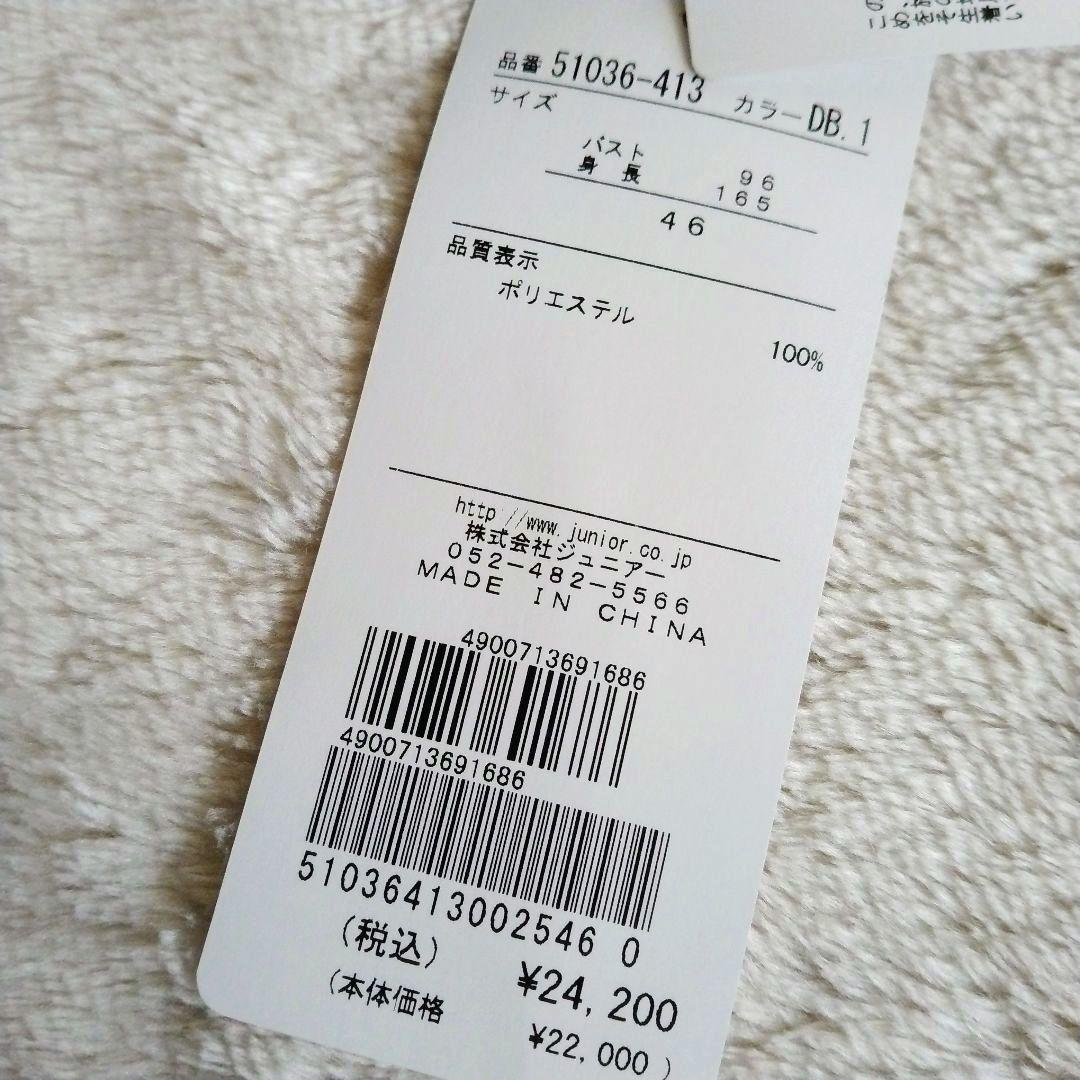 品番 51036-413 カラーDB.1
サイズ
バスト 96
身長 165
46
品質表示
ポリエステル
100%
http://www.junior.co.jp
株式会社ジュニアー
052-482-5566
MADE IN CHINA
4900713691686
4900713691686
51036413002546 0
(税込) ¥24,200
(本体価格 ¥22,000)